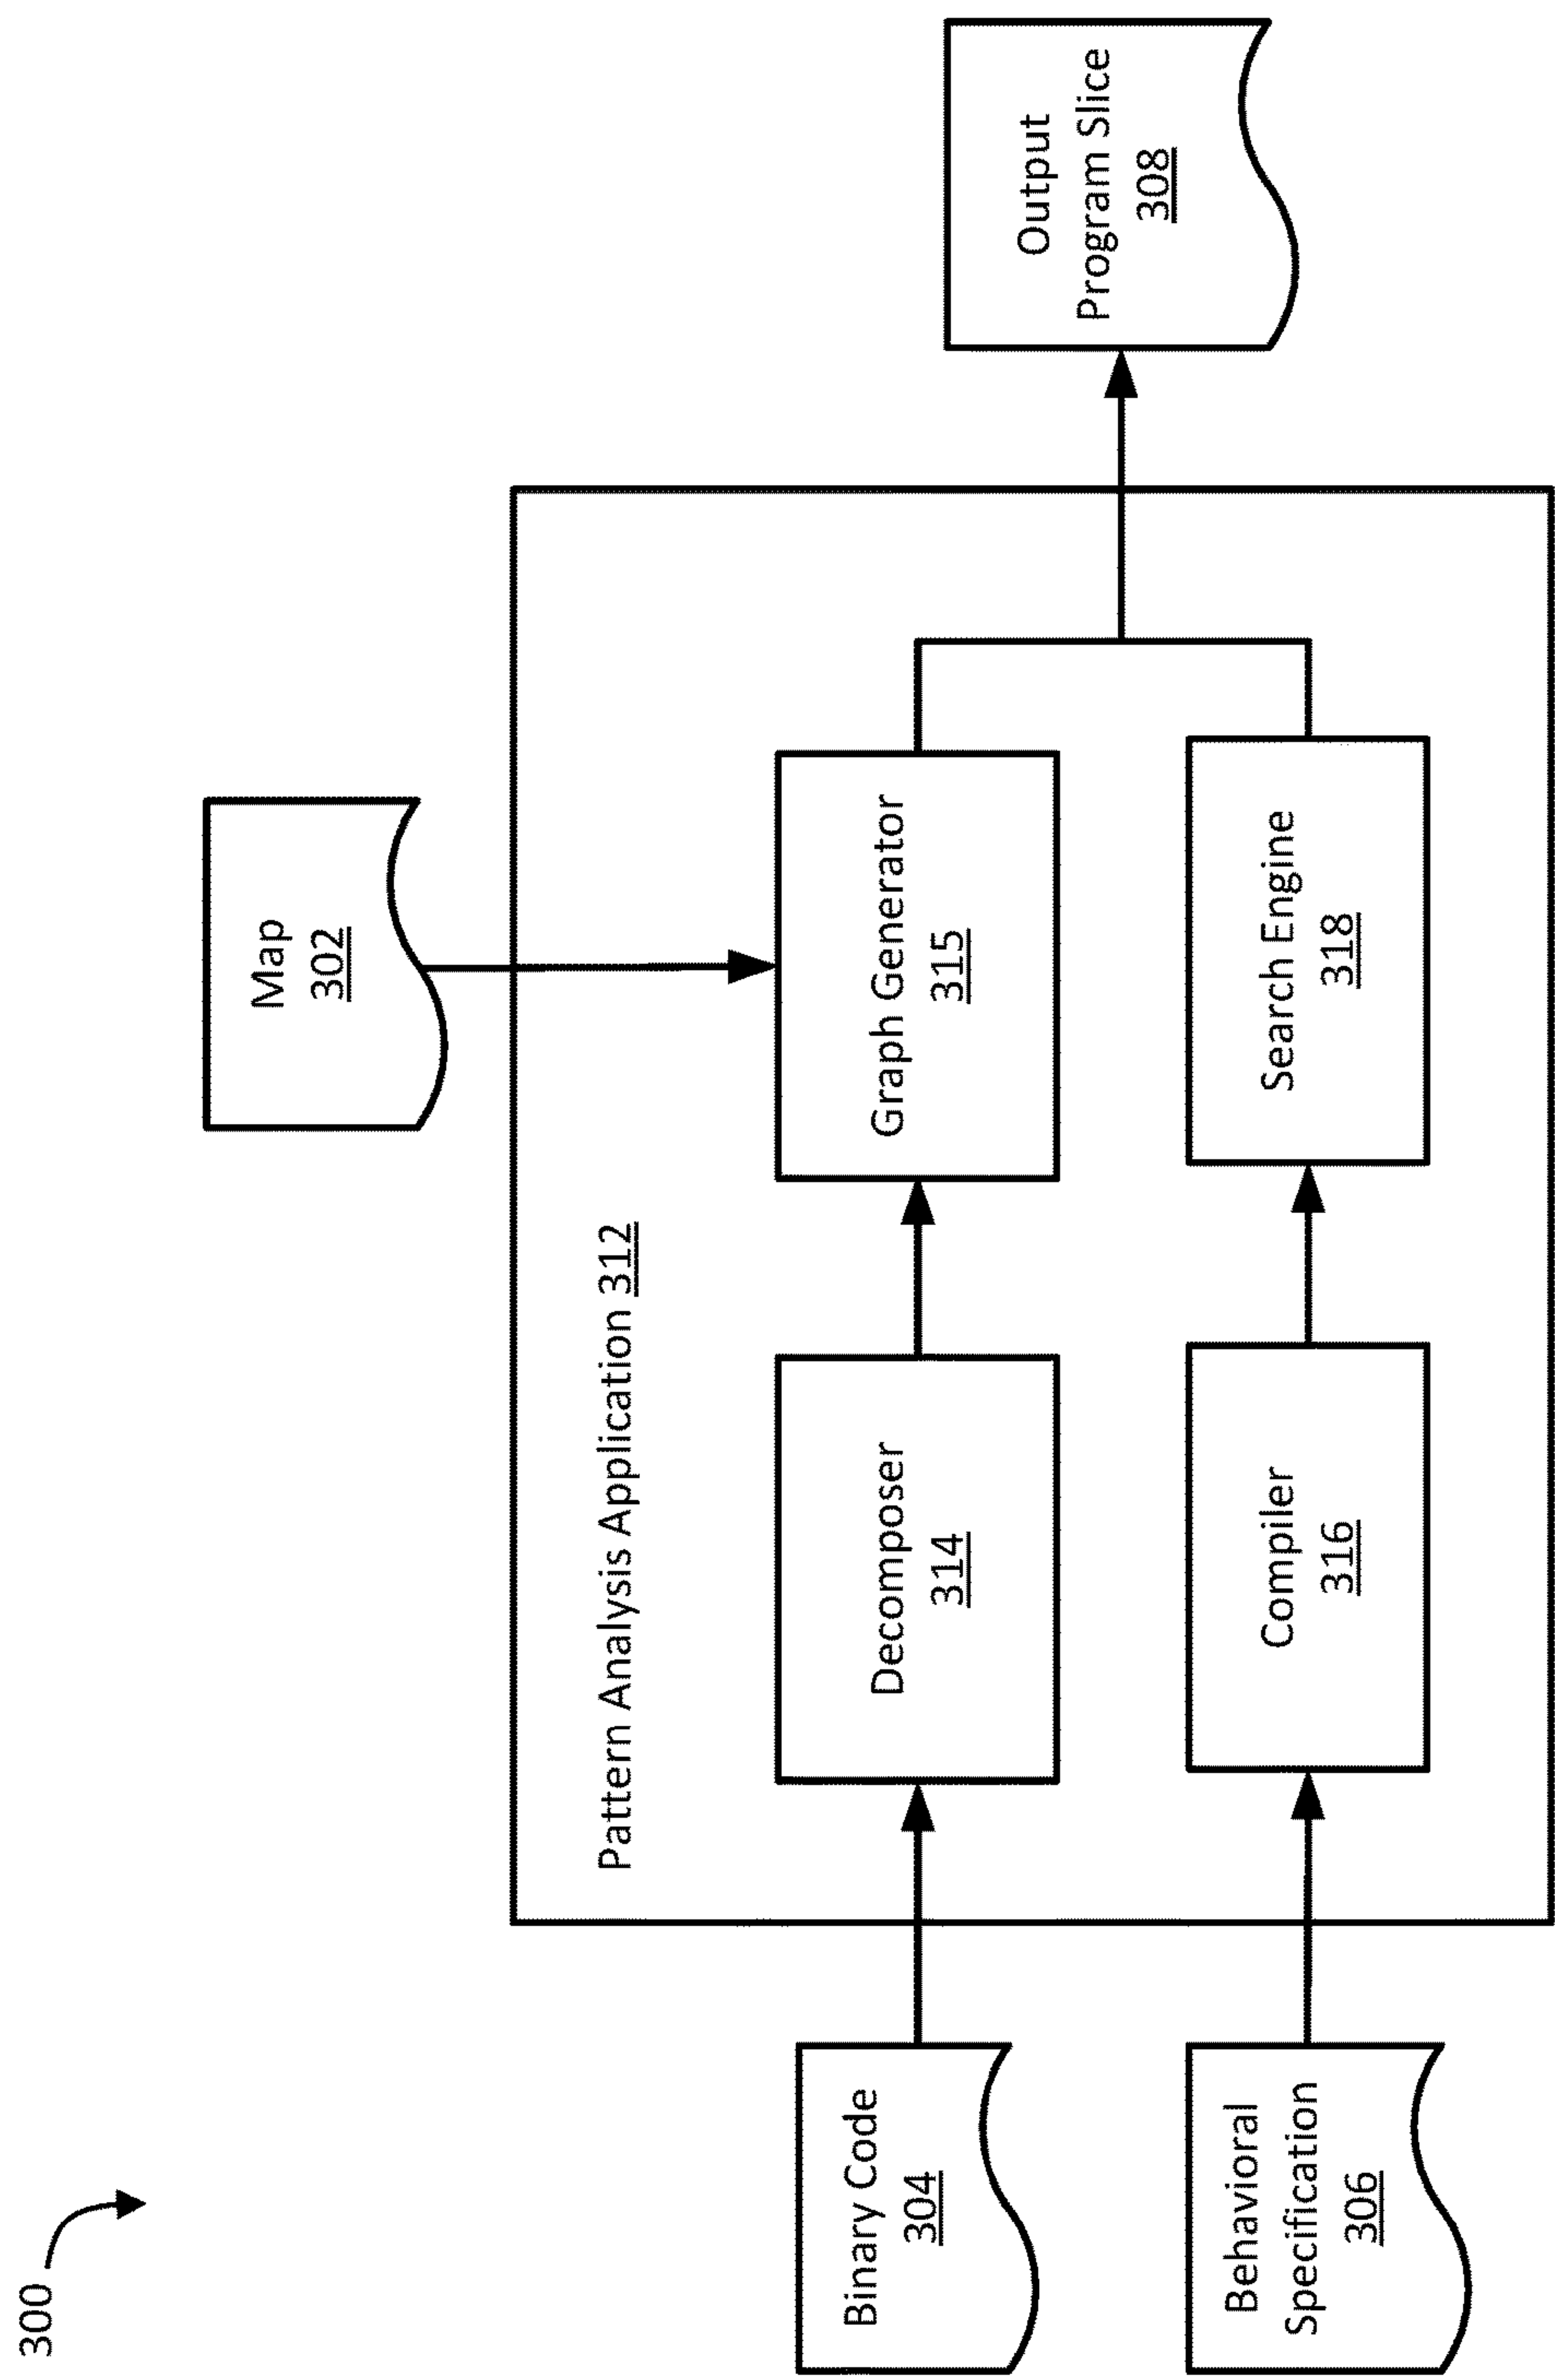 300
Map
302
Pattern Analysis Application 312
Binary Code
304
Decomposer
314
Graph Generator
315
Output
Program Slice
308
Behavioral
Specification
306
Compiler
316
Search Engine
318